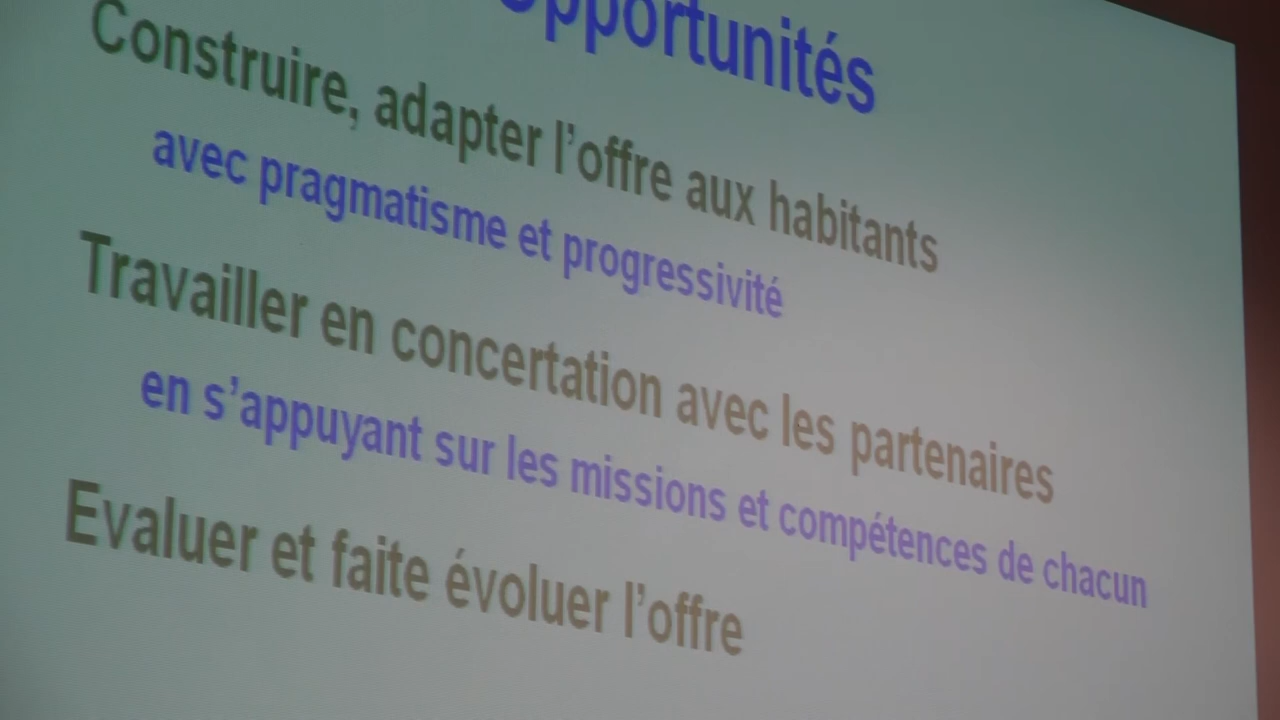 Opportunités
Construire, adapter l’offre aux habitants
avec pragmatisme et progressivité
Travailler en concertation avec les partenaires
en s’appuyant sur les missions et compétences de chacun
Evaluer et faite évoluer l’offre